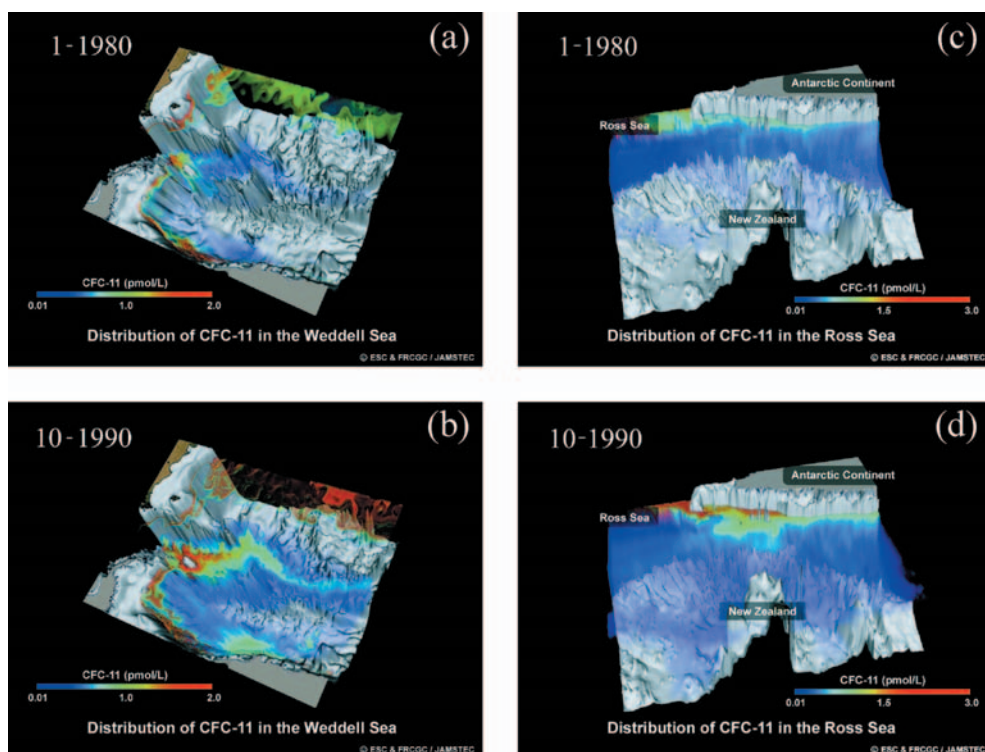 1-1980
(a)
CFC-11 (pmol/L)
0.01 1.0 2.0
Distribution of CFC-11 in the Weddell Sea
© ESC & FRCGC / JAMSTEC
1-1980
(c)
Antarctic Continent
Ross Sea
New Zealand
CFC-11 (pmol/L)
0.01 1.5 3.0
Distribution of CFC-11 in the Ross Sea
© ESC & FRCGC / JAMSTEC
10-1990
(b)
CFC-11 (pmol/L)
0.01 1.0 2.0
Distribution of CFC-11 in the Weddell Sea
© ESC & FRCGC / JAMSTEC
10-1990
(d)
Antarctic Continent
Ross Sea
New Zealand
CFC-11 (pmol/L)
0.01 1.5 3.0
Distribution of CFC-11 in the Ross Sea
© ESC & FRCGC / JAMSTEC